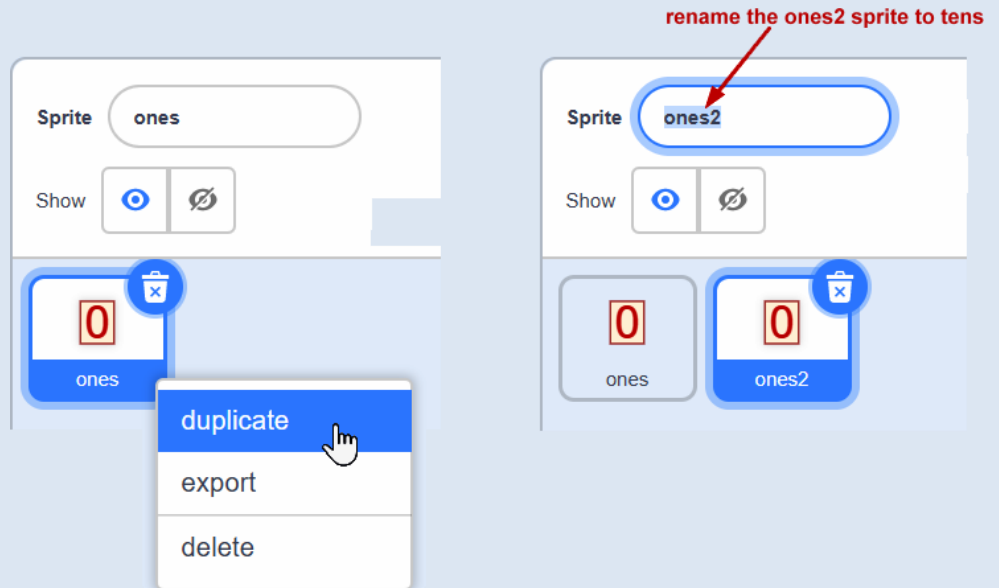 rename the ones2 sprite to tens
Sprite ones
Show
0
ones
duplicate
export
delete
Sprite ones2
Show
0
ones
0
ones2